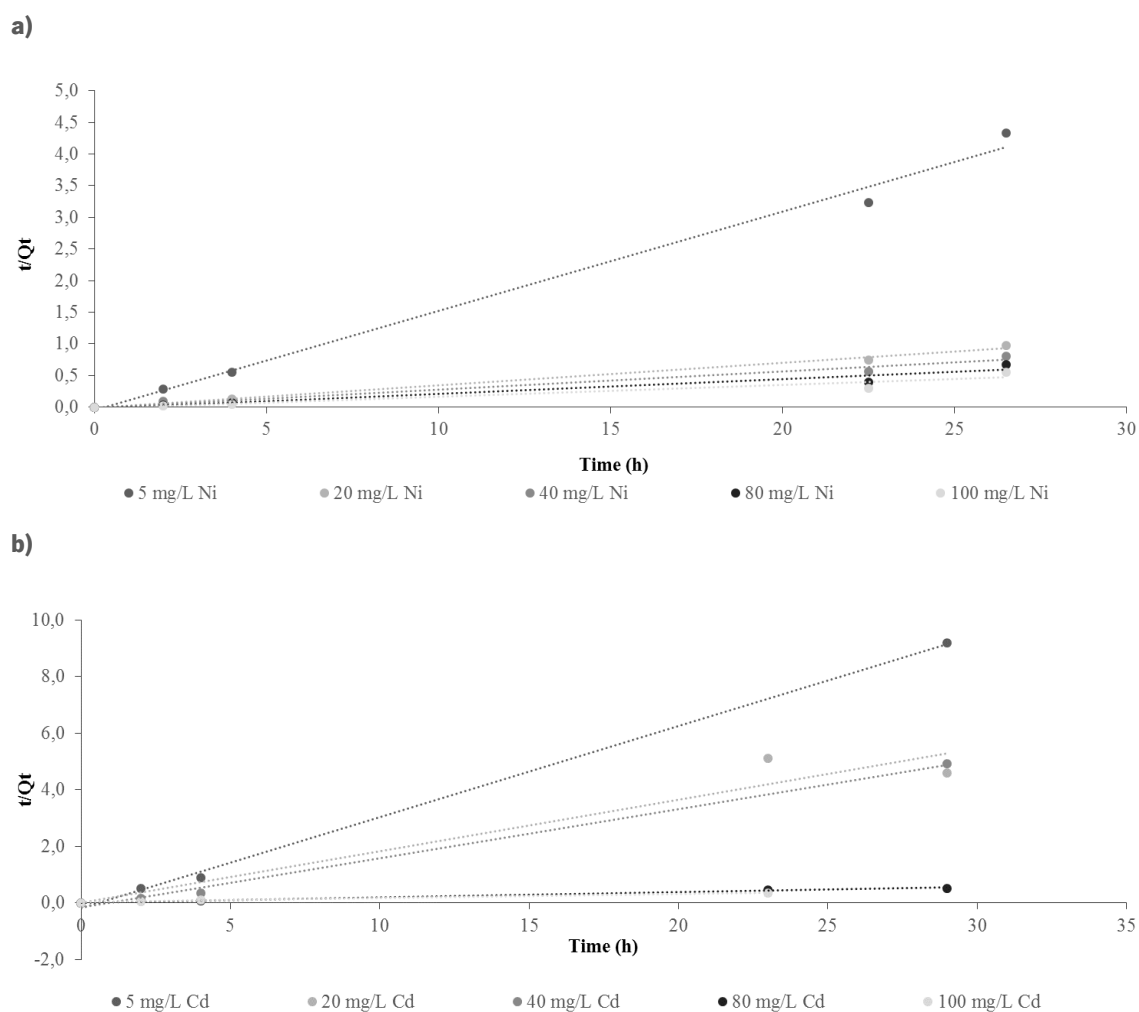 a)
5,0
4,5
4,0
3,5
3,0
2,5
2,0
1,5
1,0
0,5
0,0
t/Qt
0 5 10 15 20 25 30
Time (h)
5 mg/L Ni 20 mg/L Ni 40 mg/L Ni 80 mg/L Ni 100 mg/L Ni
b)
10,0
8,0
6,0
4,0
2,0
0,0
-2,0
t/Qt
0 5 10 15 20 25 30 35
Time (h)
5 mg/L Cd 20 mg/L Cd 40 mg/L Cd 80 mg/L Cd 100 mg/L Cd